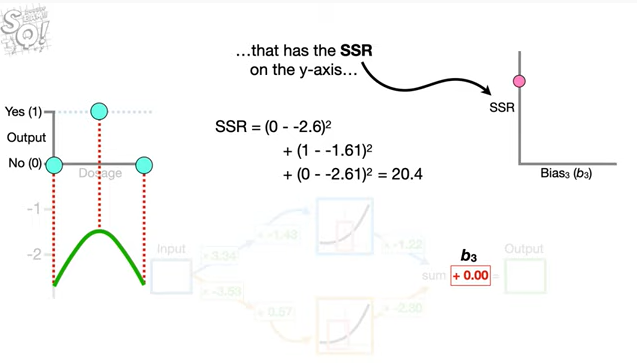 StatQuest!
…that has the SSR
on the y-axis…
Yes (1)
Output
No (0)
Dosage
-1
-2
SSR = (0 - -2.6)²
+ (1 - -1.61)²
+ (0 - -2.61)² = 20.4
SSR
Bias₃ (b₃)
Input
× 3.34
+ -1.43
× -1.22
× -3.53
+ 0.57
× -2.30
b₃
sum
+ 0.00
=
Output